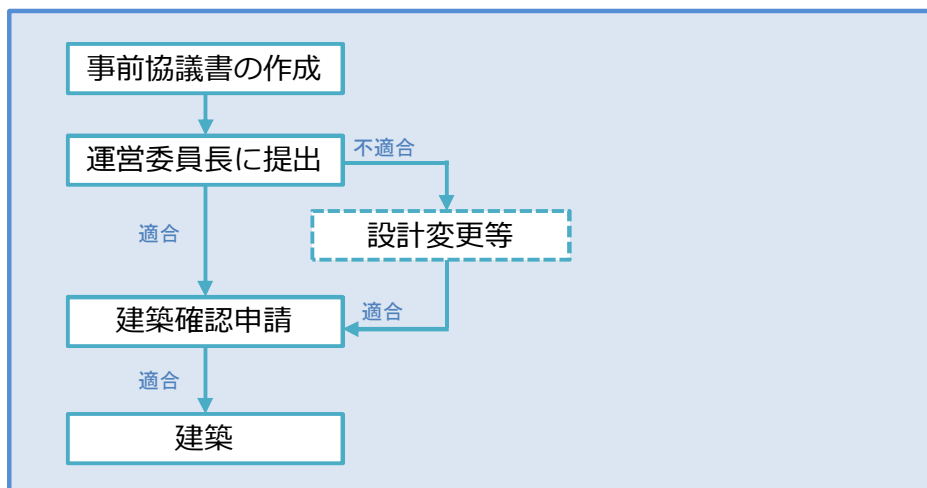 事前協議書の作成
運営委員長に提出
不適合
適合
設計変更等
建築確認申請
適合
適合
建築